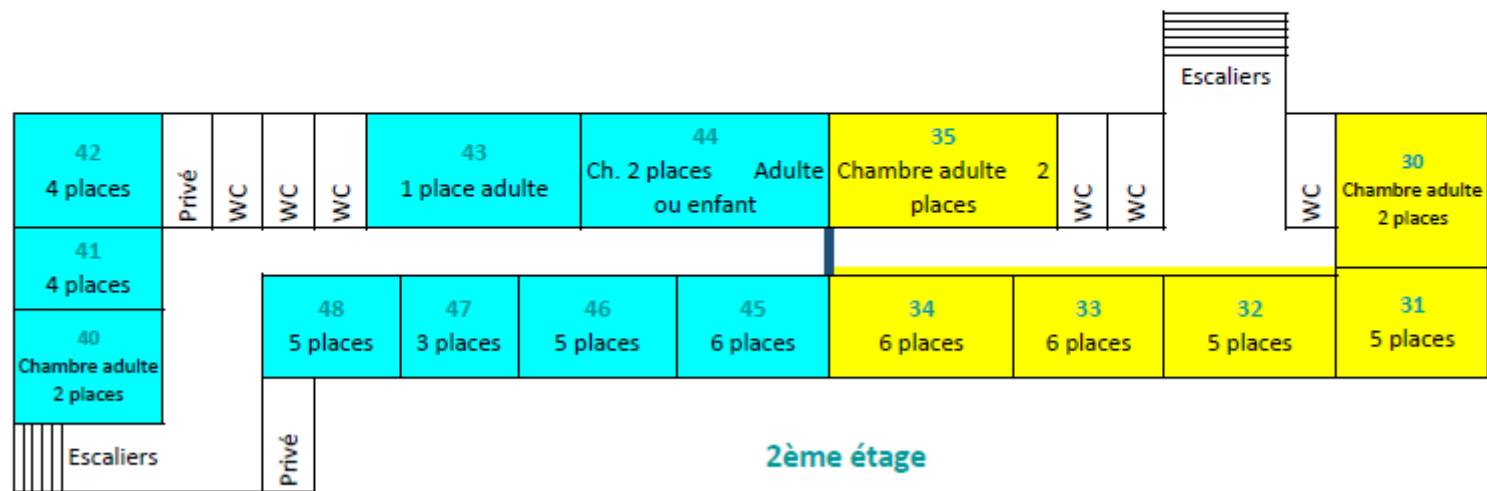 Escaliers
42
4 places
Privé
WC
WC
WC
43
1 place adulte
44
Ch. 2 places Adulte
ou enfant
35
Chambre adulte 2
places
WC
WC
WC
30
Chambre adulte
2 places
41
4 places
40
Chambre adulte
2 places
48
5 places
47
3 places
46
5 places
45
6 places
34
6 places
33
6 places
32
5 places
31
5 places
Escaliers
Privé
2ème étage